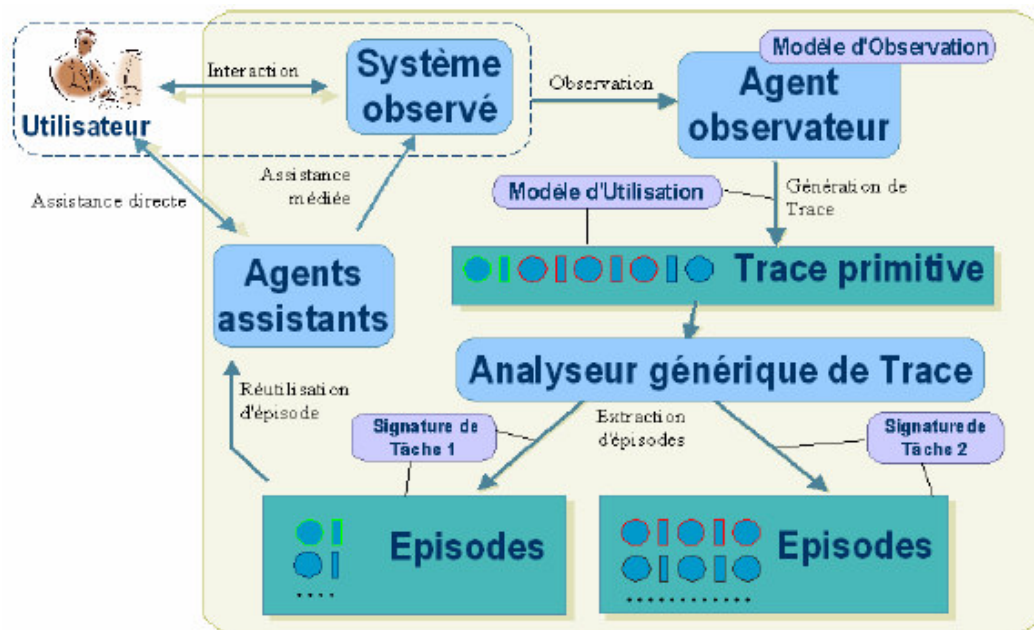 Modèle d'Observation
Système
observé
Agent
observateur
Interaction
Observation
Utilisateur
Assistance
médiée
Modèle d'Utilisation
Génération de
Trace
Assistance directe
Agents
assistants
Trace primitive
Analyseur générique de Trace
Réutilisation
d'épisode
Signature de
Tâche 1
Extraction
d'épisodes
Signature de
Tâche 2
Episodes
Episodes